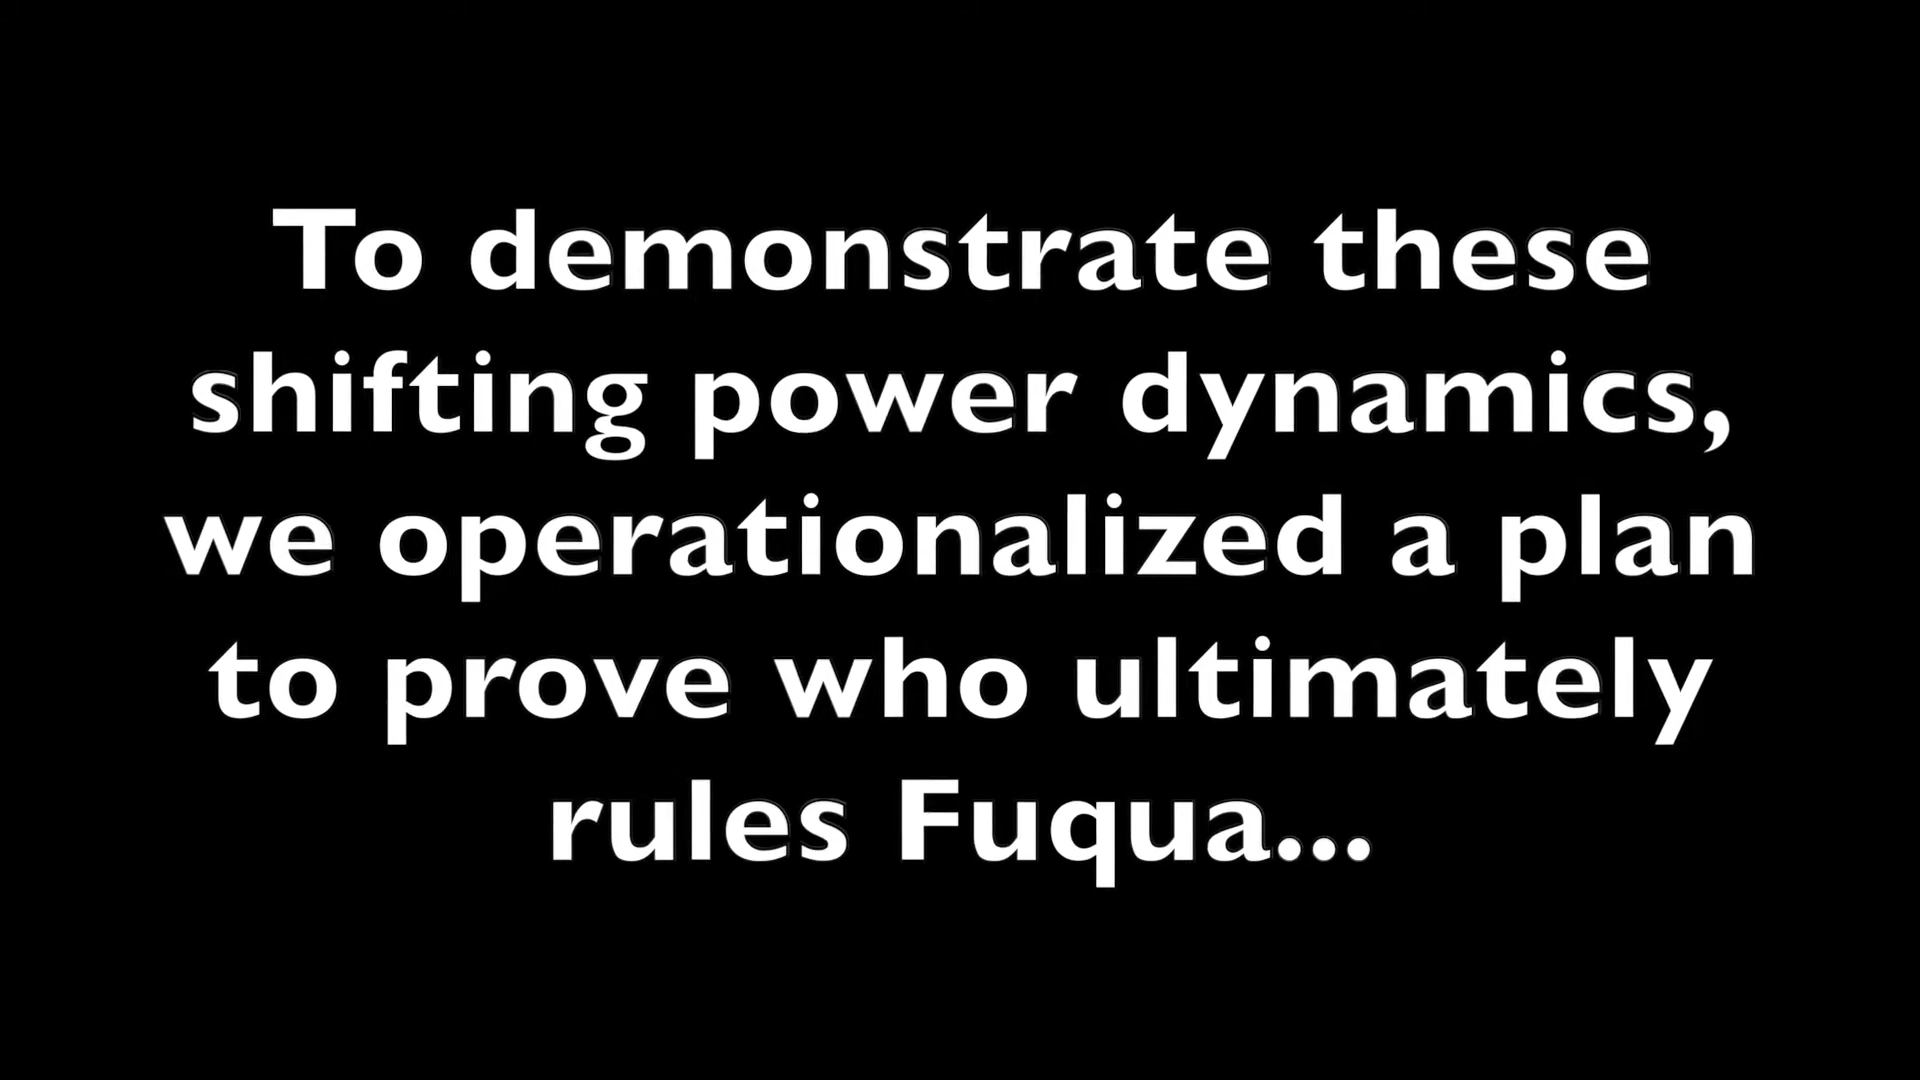 To demonstrate these
shifting power dynamics,
we operationalized a plan
to prove who ultimately
rules Fuqua...